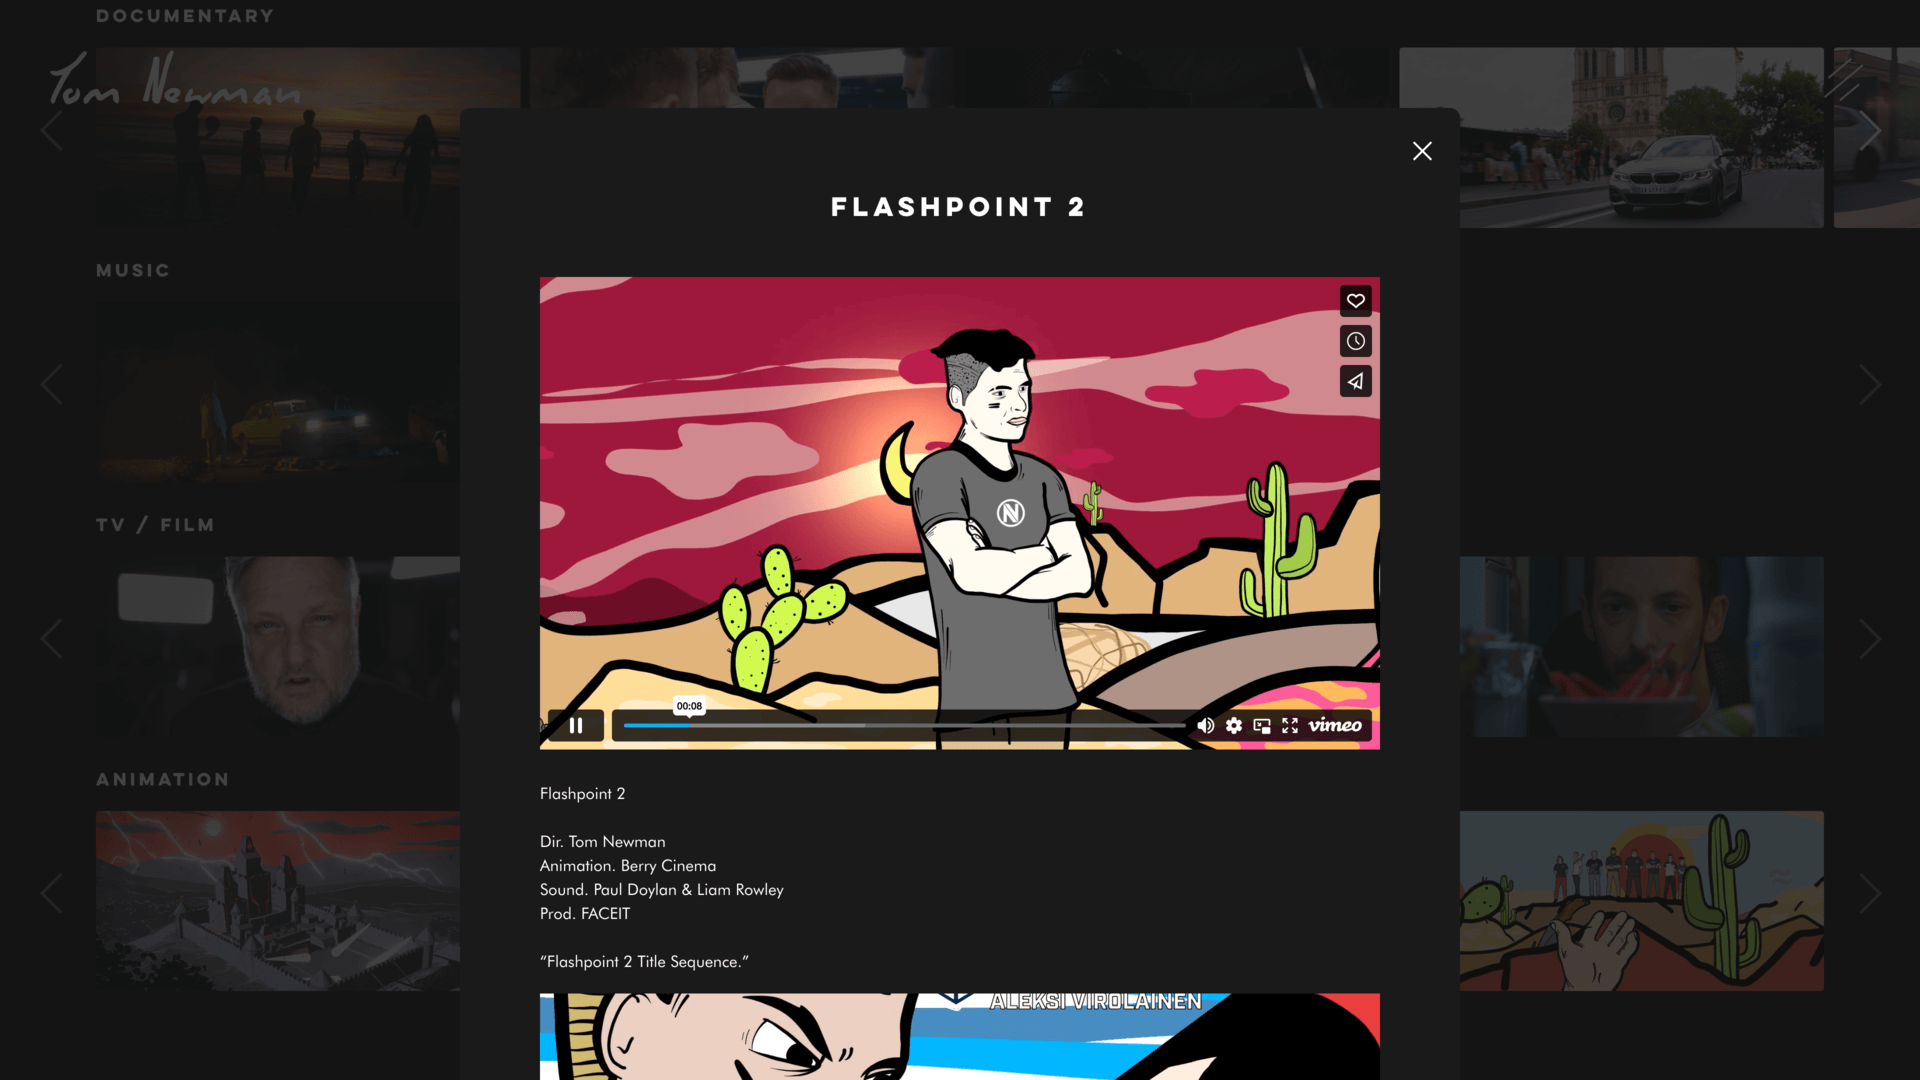 DOCUMENTARY
Tom Newman
FLASHPOINT 2
MUSIC
N
TV / FILM
00:08
vimeo
ANIMATION
Flashpoint 2
Dir. Tom Newman
Animation. Berry Cinema
Sound. Paul Doylan & Liam Rowley
Prod. FACEIT
“Flashpoint 2 Title Sequence.”
ALEKSI VIROLAINEN